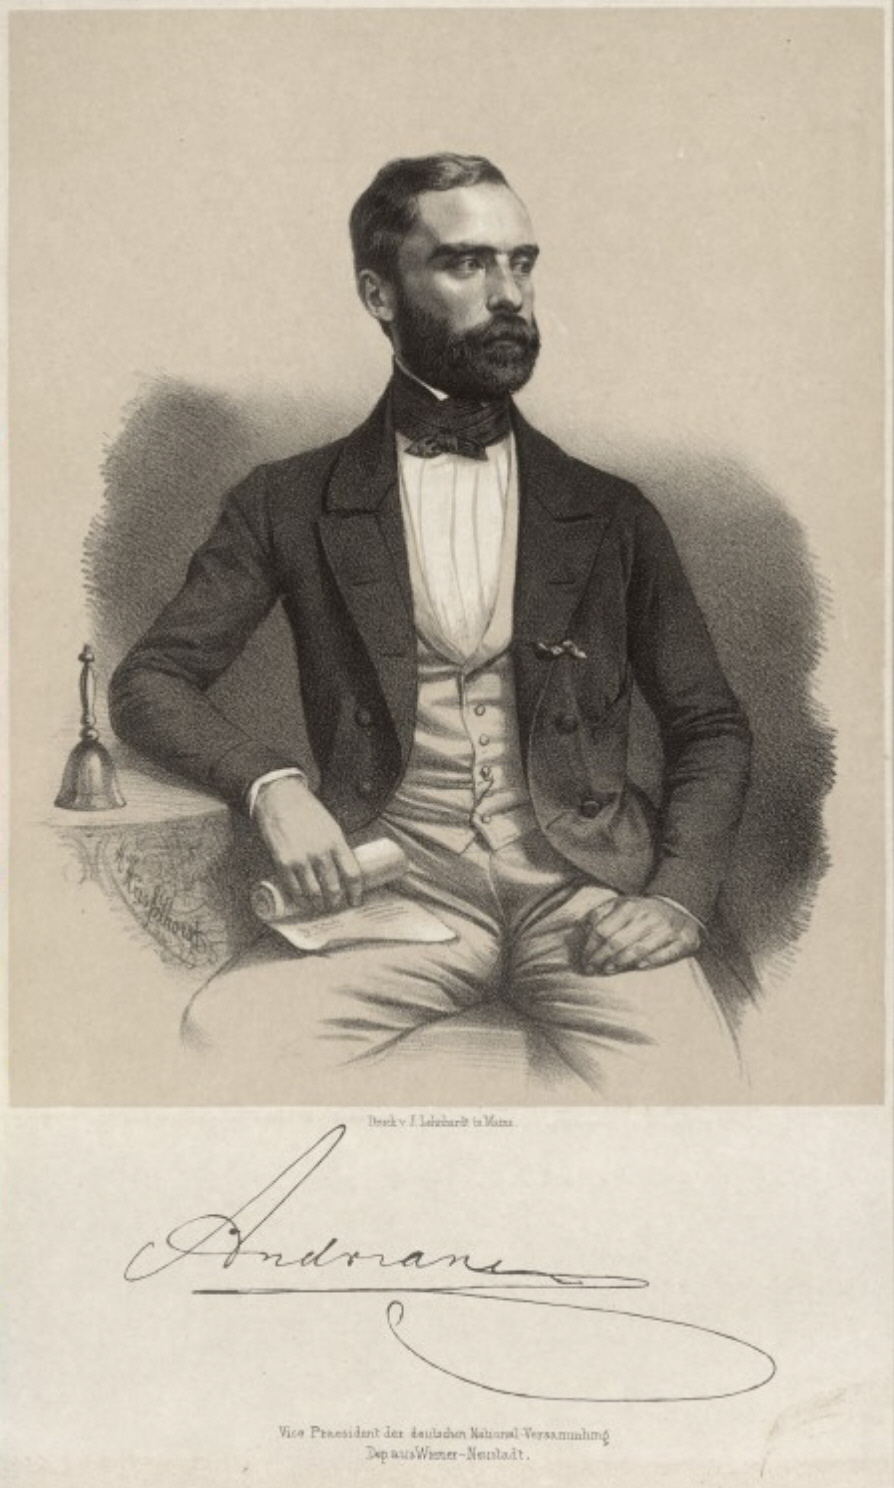 Druck v. J. Lehnhardt in Mainz.
Andrian
Vice Praesident der deutschen National-Versammlung
Dep. aus Wiener-Neustadt.